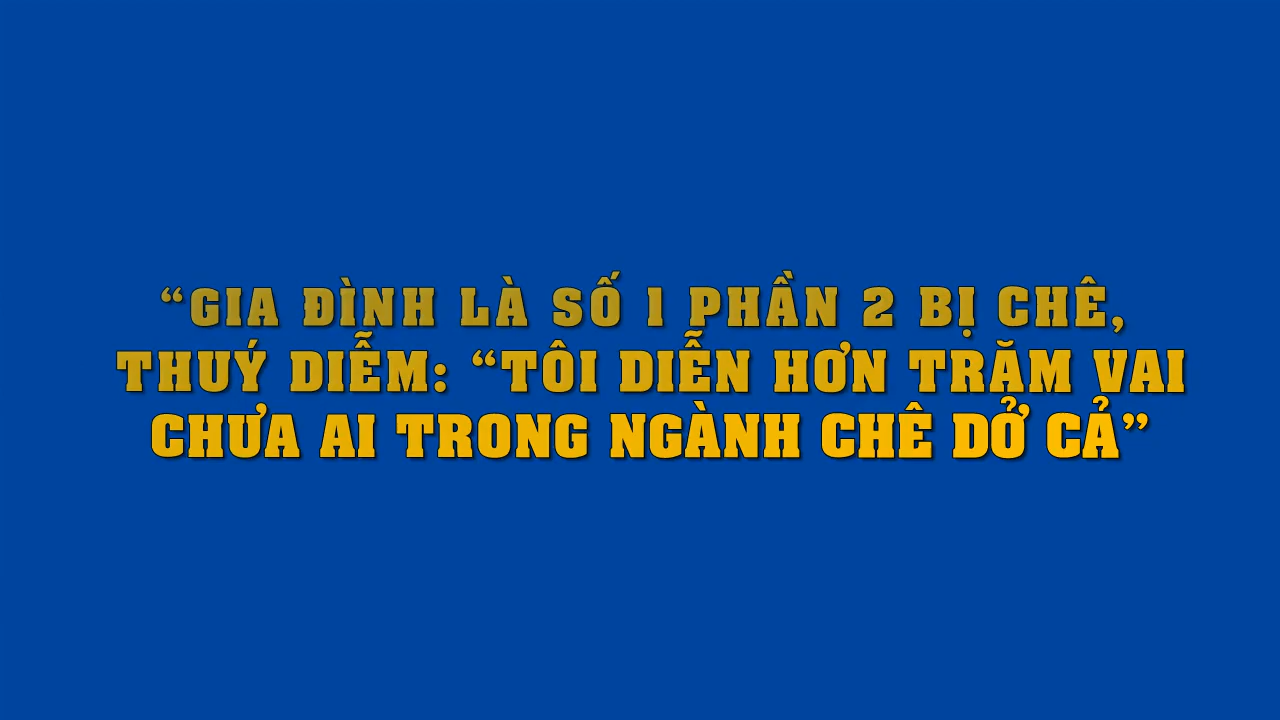 “GIA ĐÌNH LÀ SỐ 1 PHẦN 2 BỊ CHÊ,
THUÝ DIỄM: “TÔI DIỄN HƠN TRĂM VAI
CHƯA AI TRONG NGÀNH CHÊ DỞ CẢ”